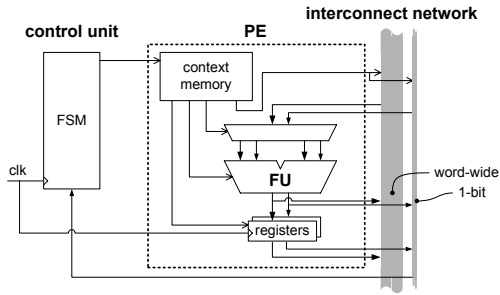 interconnect network
control unit
PE
context
memory
FSM
clk
FU
word-wide
1-bit
registers